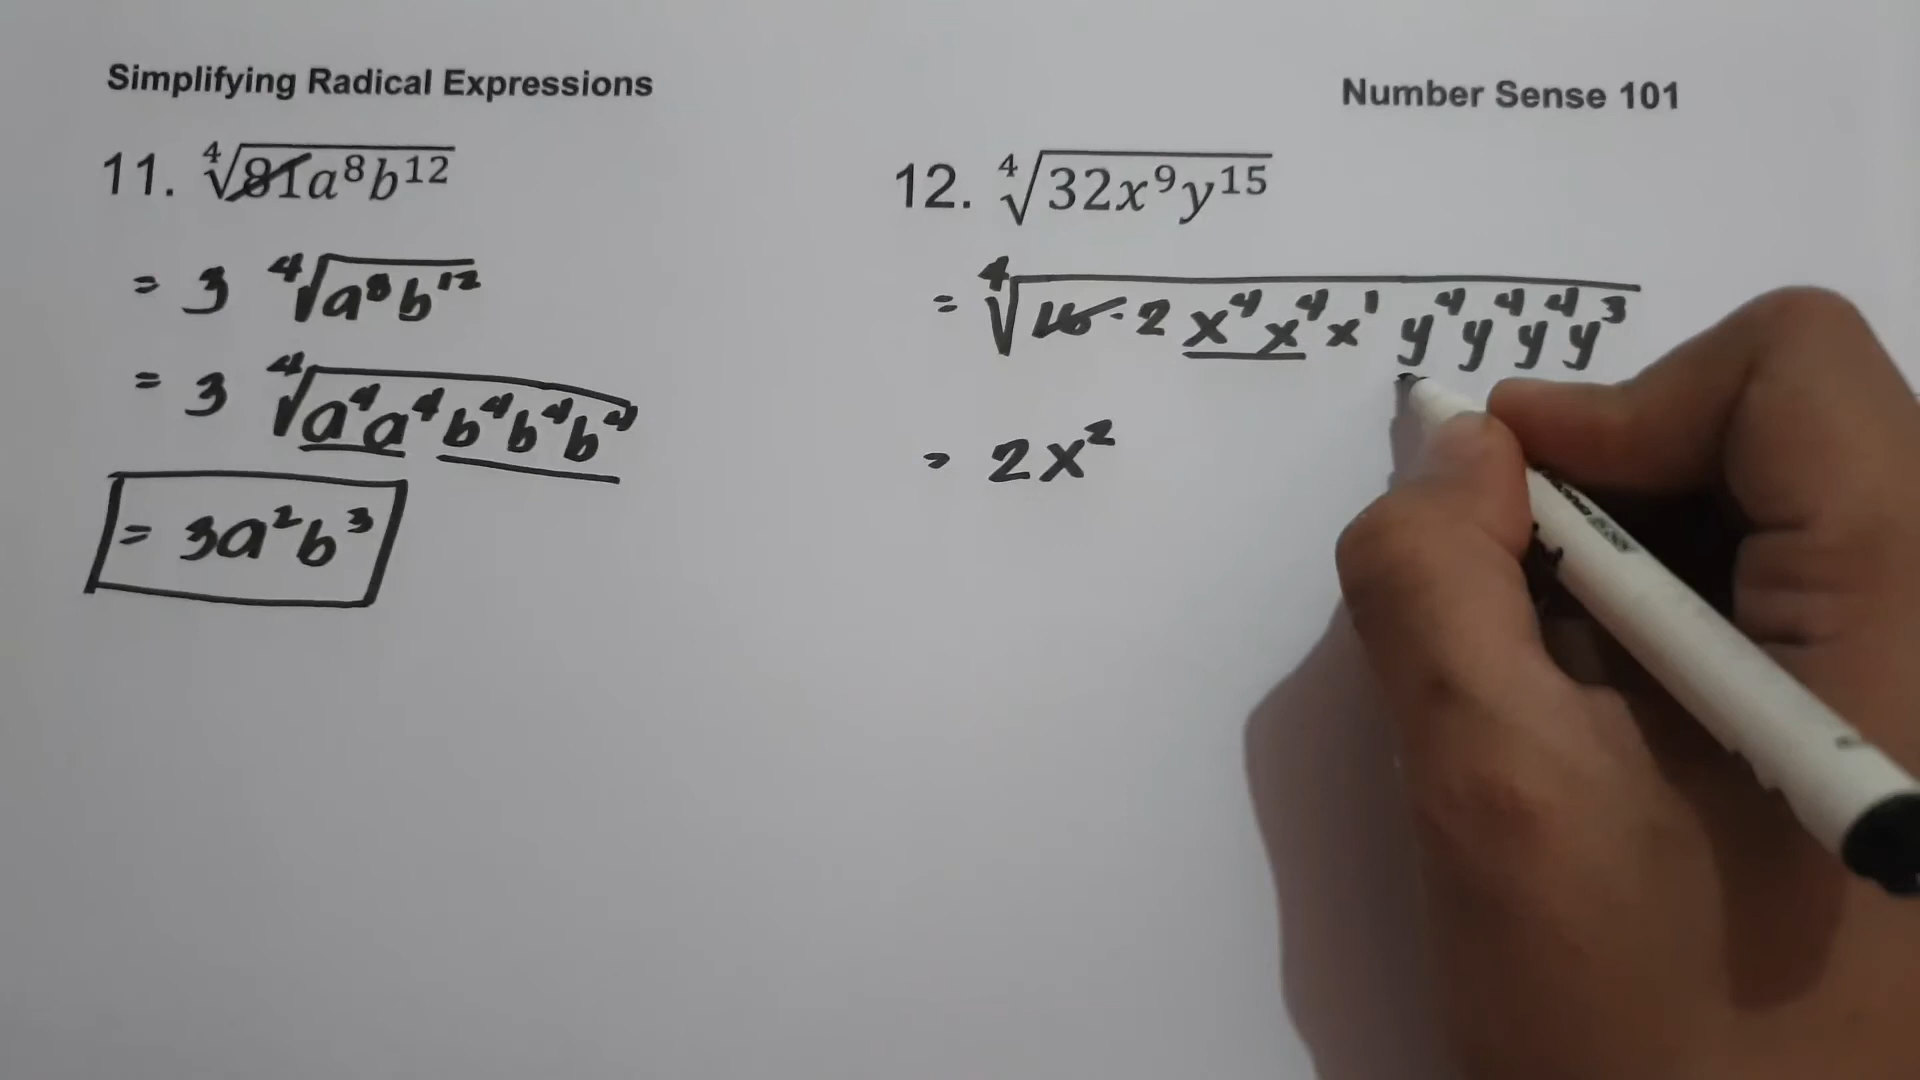 Simplifying Radical Expressions
Number Sense 101
11. ⁴√81a⁸b¹²
= 3 ⁴√a⁸b¹²
= 3 ⁴√a⁴a⁴b⁴b⁴b⁴
= 3a²b³
12. ⁴√32x⁹y¹⁵
= ⁴√16·2 x⁴x⁴x¹ y⁴y⁴y⁴y³
= 2x²